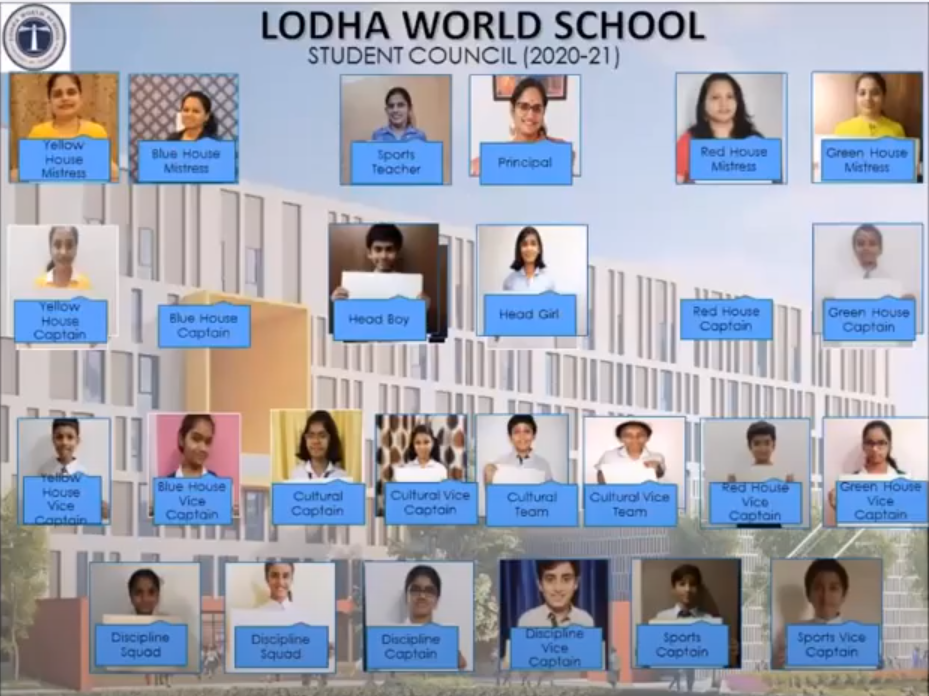 LODHA WORLD SCHOOL
STUDENT COUNCIL (2020-21)
Yellow
House
Mistress
Blue House
Mistress
Sports
Teacher
Principal
Red House
Mistress
Green House
Mistress
Yellow
House
Captain
Blue House
Captain
Head Boy
Head Girl
Red House
Captain
Green House
Captain
Yellow
House
Vice
Captain
Blue House
Vice
Captain
Cultural
Captain
Cultural Vice
Captain
Cultural
Team
Cultural Vice
Team
Red House
Vice
Captain
Green House
Vice
Captain
Discipline
Squad
Discipline
Squad
Discipline
Captain
Discipline
Vice
Captain
Sports
Captain
Sports Vice
Captain